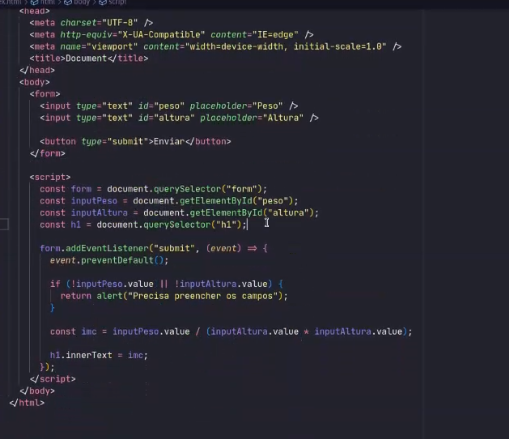 html > body > script
<head>
<meta charset="UTF-8" />
<meta http-equiv="X-UA-Compatible" content="IE=edge" />
<meta name="viewport" content="width=device-width, initial-scale=1.0" />
<title>Document</title>
</head>
<body>
<form>
<input type="text" id="peso" placeholder="Peso" />
<input type="text" id="altura" placeholder="Altura" />
<button type="submit">Enviar</button>
</form>
<script>
const form = document.querySelector("form");
const inputPeso = document.getElementById("peso");
const inputAltura = document.getElementById("altura");
const h1 = document.querySelector("h1");
form.addEventListener("submit", (event) => {
event.preventDefault();
if (!inputPeso.value || !inputAltura.value) {
return alert("Precisa preencher os campos");
}
const imc = inputPeso.value / (inputAltura.value * inputAltura.value);
h1.innerText = imc;
});
</script>
</body>
</html>